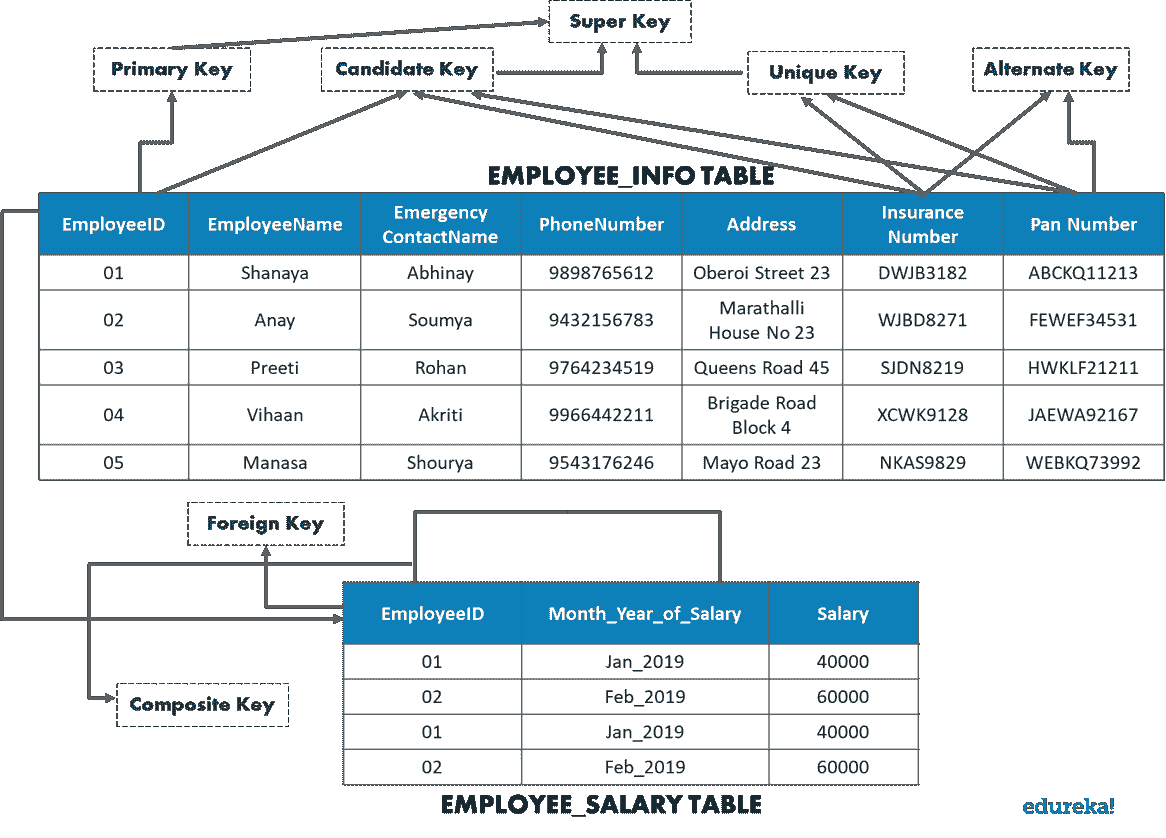 Super Key
Primary Key
Candidate Key
Unique Key
Alternate Key
EMPLOYEE_INFO TABLE
EmployeeID EmployeeName Emergency ContactName PhoneNumber Address Insurance Number Pan Number
01 Shanaya Abhinay 9898765612 Oberoi Street 23 DWJB3182 ABCKQ11213
02 Anay Soumya 9432156783 Marathalli House No 23 WJBD8271 FEWEF34531
03 Preeti Rohan 9764234519 Queens Road 45 SJDN8219 HWKLF21211
04 Vihaan Akriti 9966442211 Brigade Road Block 4 XCWK9128 JAEWA92167
05 Manasa Shourya 9543176246 Mayo Road 23 NKAS9829 WEBKQ73992
Foreign Key
EmployeeID Month_Year_of_Salary Salary
01 Jan_2019 40000
02 Feb_2019 60000
01 Jan_2019 40000
02 Feb_2019 60000
Composite Key
EMPLOYEE_SALARY TABLE
edureka!